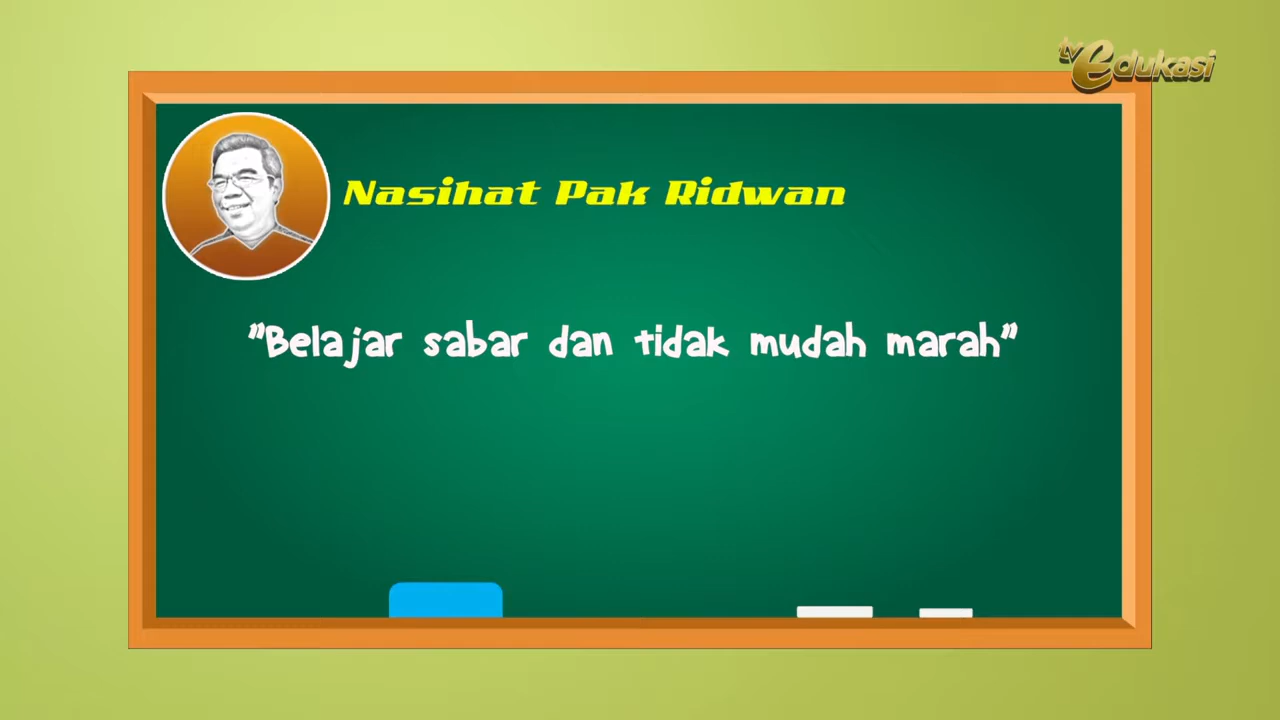 tv edukasi
Nasihat Pak Ridwan
"Belajar sabar dan tidak mudah marah"